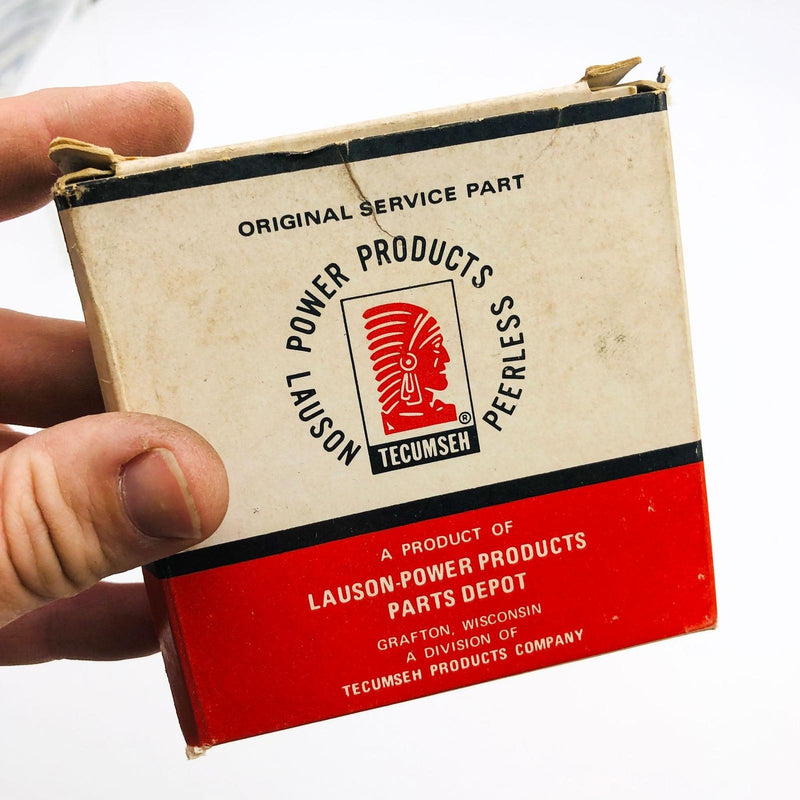 ORIGINAL SERVICE PART
LAUSON POWER PRODUCTS PEERLESS
®
TECUMSEH
A PRODUCT OF
LAUSON-POWER PRODUCTS
PARTS DEPOT
GRAFTON, WISCONSIN
A DIVISION OF
TECUMSEH PRODUCTS COMPANY